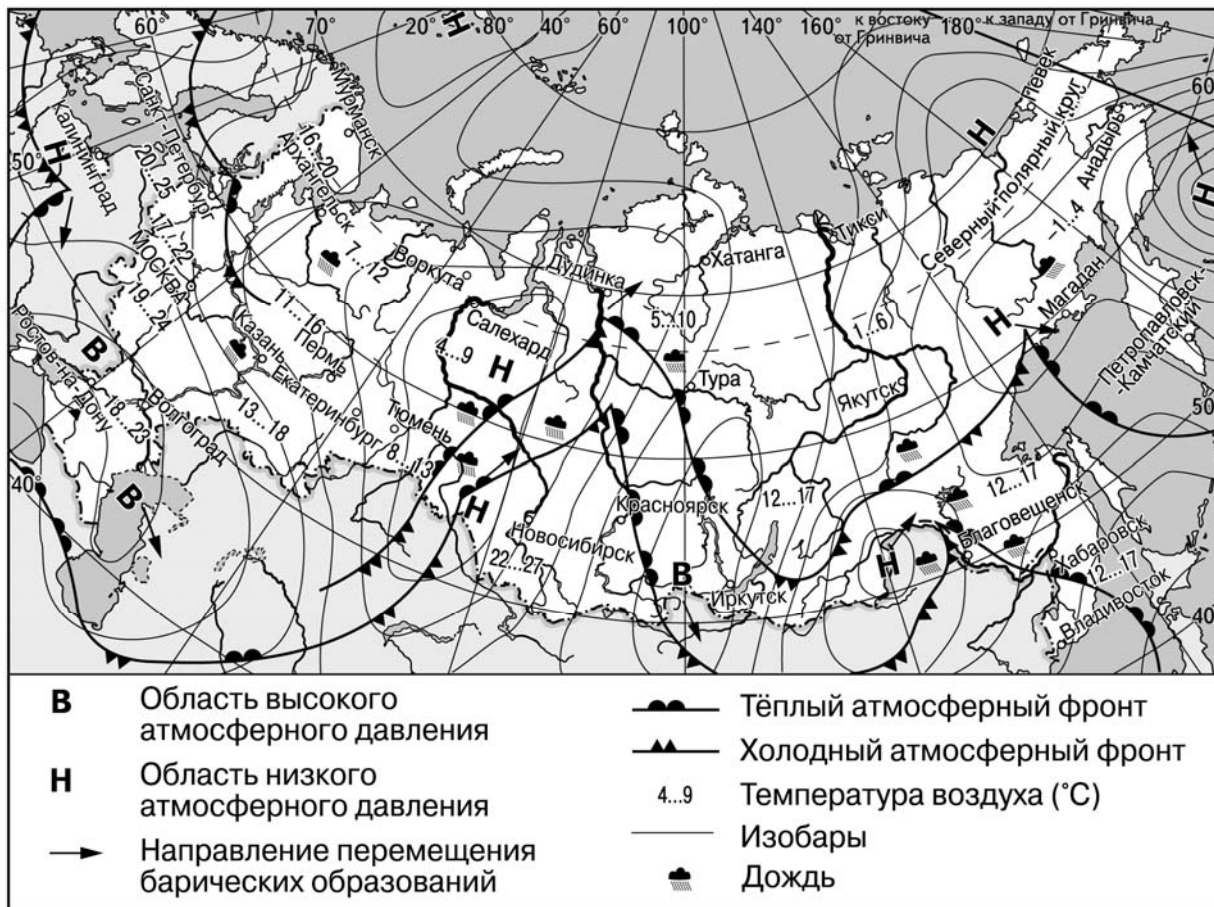 60° 70° 20° 40° 60° 100° 140° 160° к востоку от Гринвича 180° к западу от Гринвича
Н
Мурманск
Санкт-Петербург
Калининград
Певек
60°
50°
Н
20...25
16...20
Архангельск
Северный полярный круг
Анадырь
Н
Н
17...22
МОСКВА
7...12
Воркута
Дудинка
Хатанга
Тикси
-1...4
19...24
11...16
Пермь
Казань
Салехард
4...9
Н
5...10
1...6
Магадан
Н
Петропавловск-
-Камчатский
Ростов-на-Дону
В
Екатеринбург
Тура
Якутск
18...23
Волгоград
13...18
Тюмень
8...13
50°
40°
В
Н
Новосибирск
22...27
Красноярск
12...17
12...17
Благовещенск
Хабаровск
В
Иркутск
Н
12...17
Владивосток
40°
В Область высокого
атмосферного давления
Н Область низкого
атмосферного давления
Направление перемещения
барических образований
Тёплый атмосферный фронт
Холодный атмосферный фронт
4...9 Температура воздуха (°С)
Изобары
Дождь